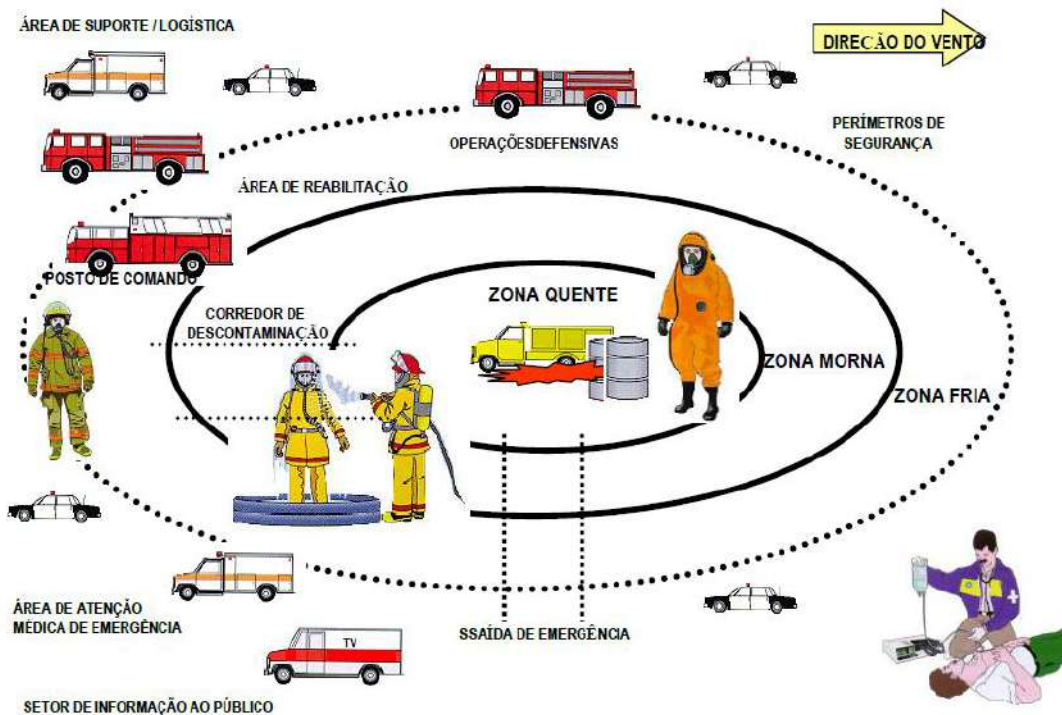 ÁREA DE SUPORTE / LOGÍSTICA
DIREÇÃO DO VENTO
OPERAÇÕESDEFENSIVAS
PERÍMETROS DE
SEGURANÇA
ÁREA DE REABILITAÇÃO
POSTO DE COMANDO
ZONA QUENTE
CORREDOR DE
DESCONTAMINAÇÃO
ZONA MORNA
ZONA FRIA
ÁREA DE ATENÇÃO
MÉDICA DE EMERGÊNCIA
SSAÍDA DE EMERGÊNCIA
TV
SETOR DE INFORMAÇÃO AO PÚBLICO